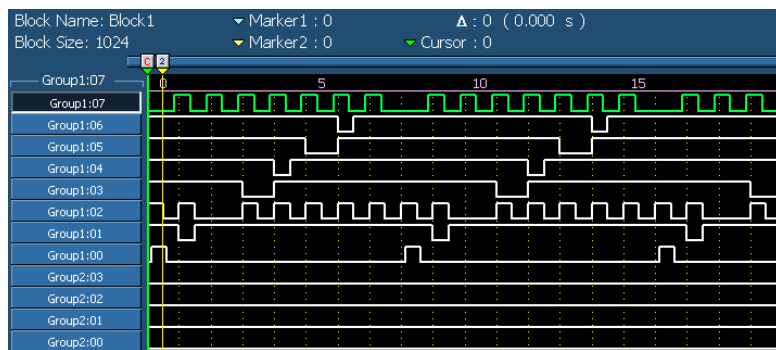 Block Name: Block1 Marker1 : 0 Δ : 0 ( 0.000 s )
Block Size: 1024 Marker2 : 0 Cursor : 0
C 2
Group1:07 0 5 10 15
Group1:07
Group1:06
Group1:05
Group1:04
Group1:03
Group1:02
Group1:01
Group1:00
Group2:03
Group2:02
Group2:01
Group2:00